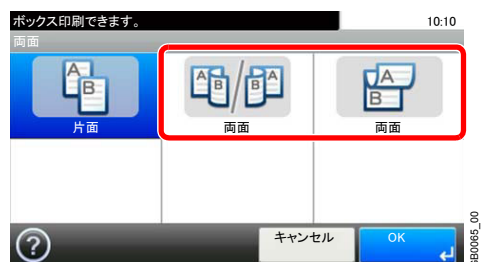 ボックス印刷できます。 10:10
両面
A B
A B / B A
A B
片面 両面 両面
? キャンセル OK
GB0065_00